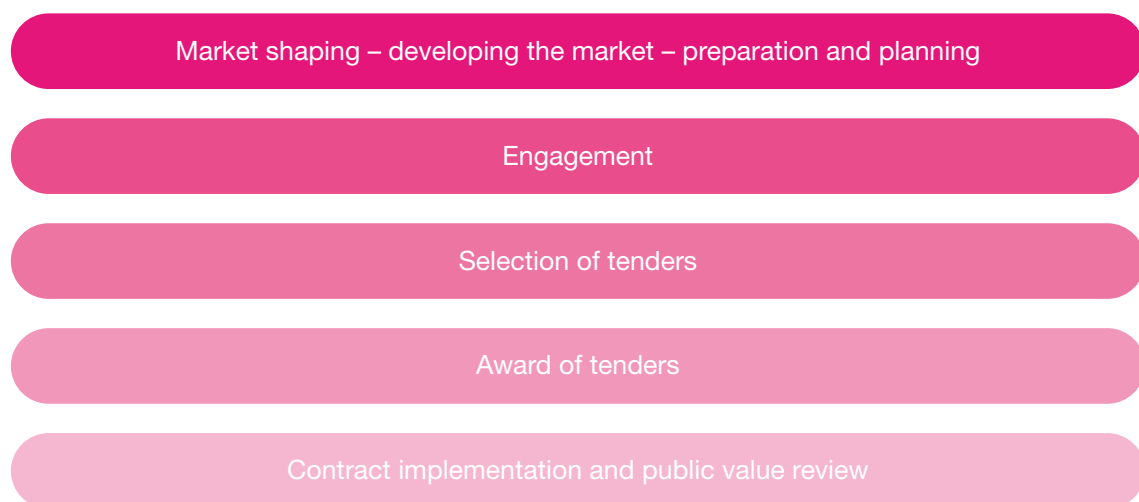 Market shaping – developing the market – preparation and planning
Engagement
Selection of tenders
Award of tenders
Contract implementation and public value review